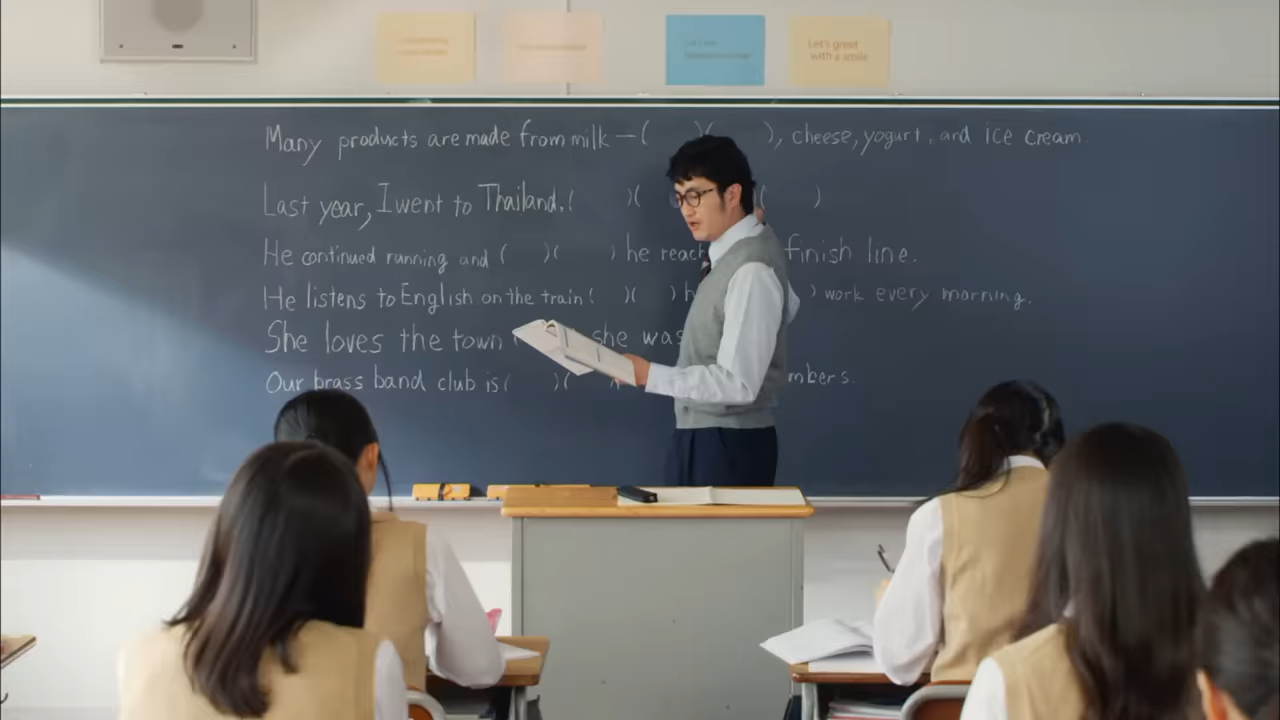 Let's greet
with a smile
Many products are made from milk – (        )(        ), cheese, yogurt, and ice cream.
Last year, I went to Thailand, (        )(        (        )
He continued running and (        )(        ) he reach finish line.
He listens to English on the train (        )(        ) h ) work every morning.
She loves the town ( she was
Our brass band club is (        )(        )( mbers.